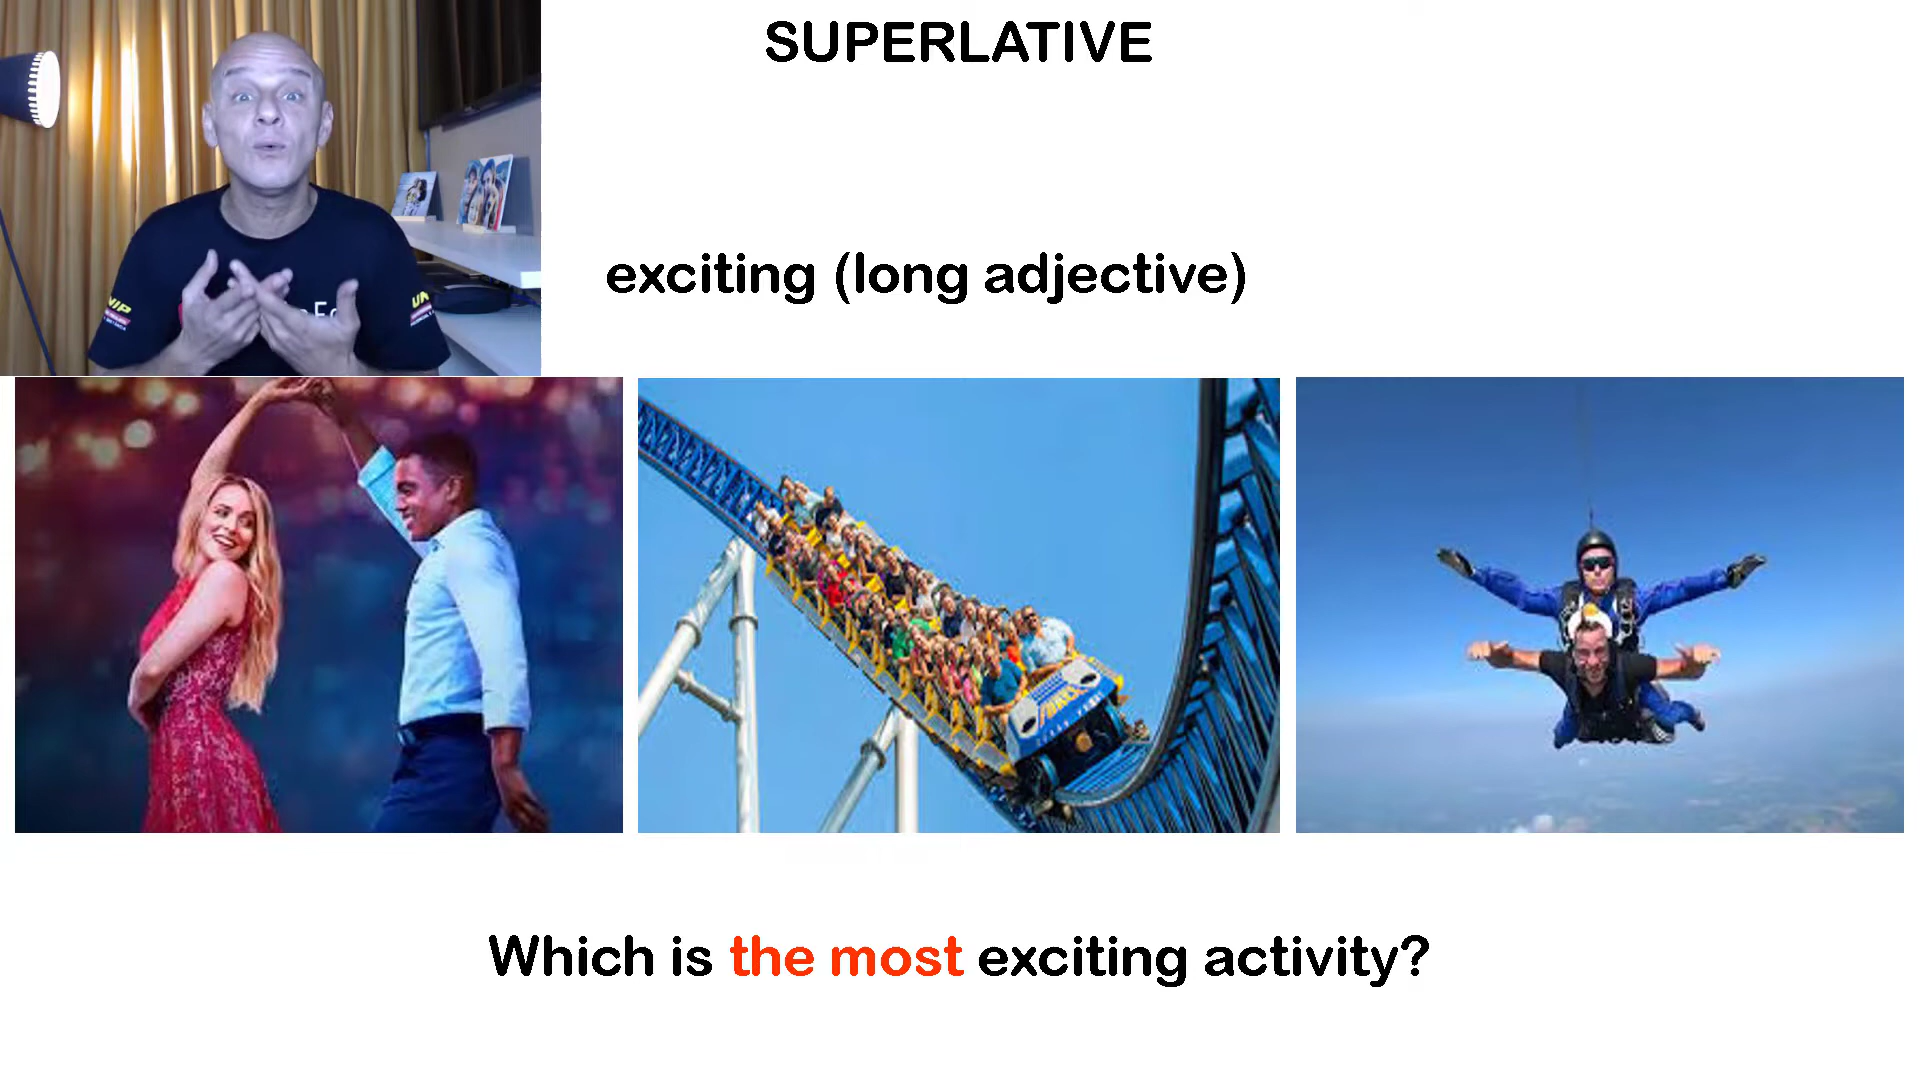 SUPERLATIVE
exciting (long adjective)
Which is the most exciting activity?